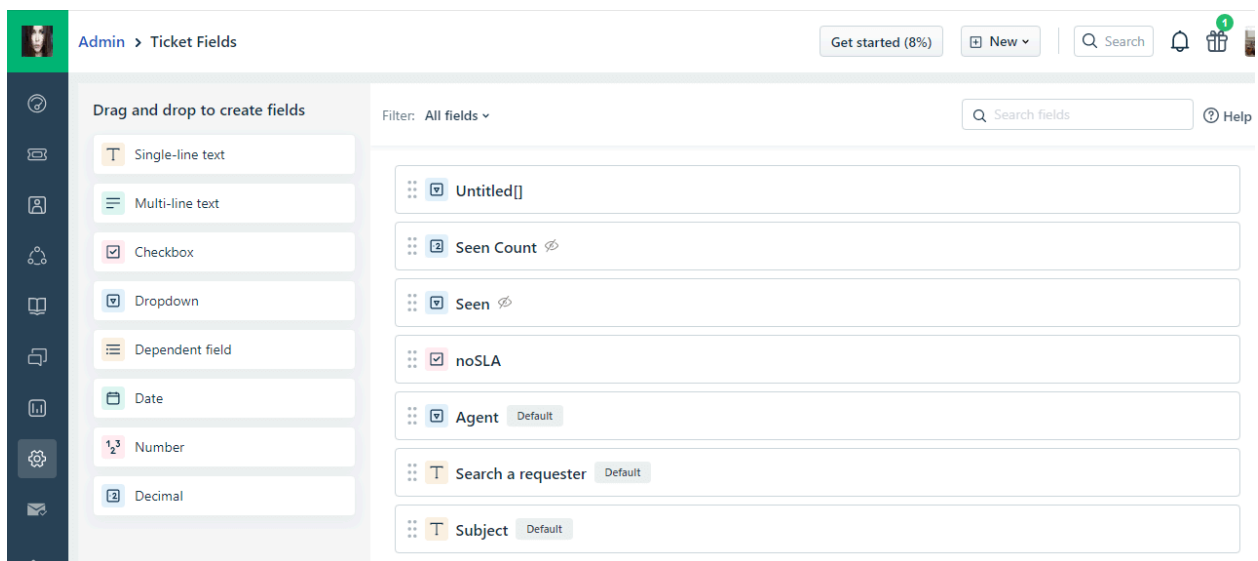 Admin > Ticket Fields
Get started (8%)
New
Search
1
Drag and drop to create fields
Single-line text
Multi-line text
Checkbox
Dropdown
Dependent field
Date
Number
Decimal
Filter: All fields
Search fields
Help
Untitled[]
Seen Count
Seen
noSLA
Agent Default
Search a requester Default
Subject Default